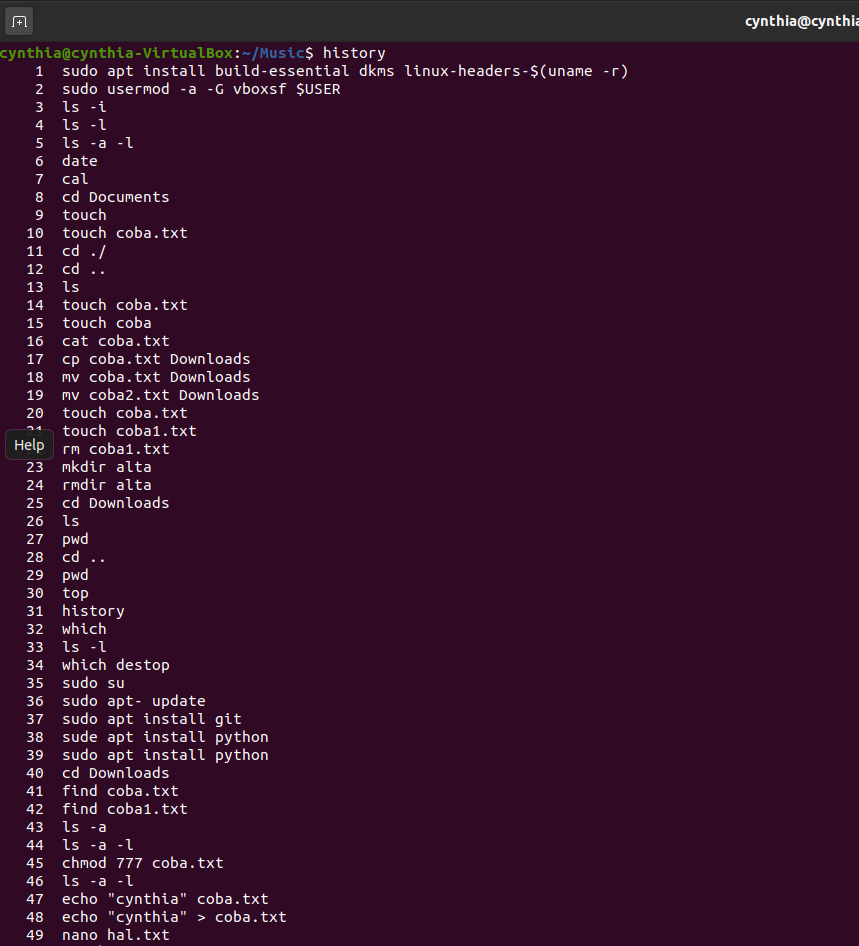 cynthia@cynthia
cynthia@cynthia-VirtualBox:~/Music$ history
1 sudo apt install build-essential dkms linux-headers-$(uname -r)
2 sudo usermod -a -G vboxsf $USER
3 ls -i
4 ls -l
5 ls -a -l
6 date
7 cal
8 cd Documents
9 touch
10 touch coba.txt
11 cd ./
12 cd ..
13 ls
14 touch coba.txt
15 touch coba
16 cat coba.txt
17 cp coba.txt Downloads
18 mv coba.txt Downloads
19 mv coba2.txt Downloads
20 touch coba.txt
21 touch coba1.txt
Help
rm coba1.txt
23 mkdir alta
24 rmdir alta
25 cd Downloads
26 ls
27 pwd
28 cd ..
29 pwd
30 top
31 history
32 which
33 ls -l
34 which destop
35 sudo su
36 sudo apt- update
37 sudo apt install git
38 sude apt install python
39 sudo apt install python
40 cd Downloads
41 find coba.txt
42 find coba1.txt
43 ls -a
44 ls -a -l
45 chmod 777 coba.txt
46 ls -a -l
47 echo "cynthia" coba.txt
48 echo "cynthia" > coba.txt
49 nano hal.txt